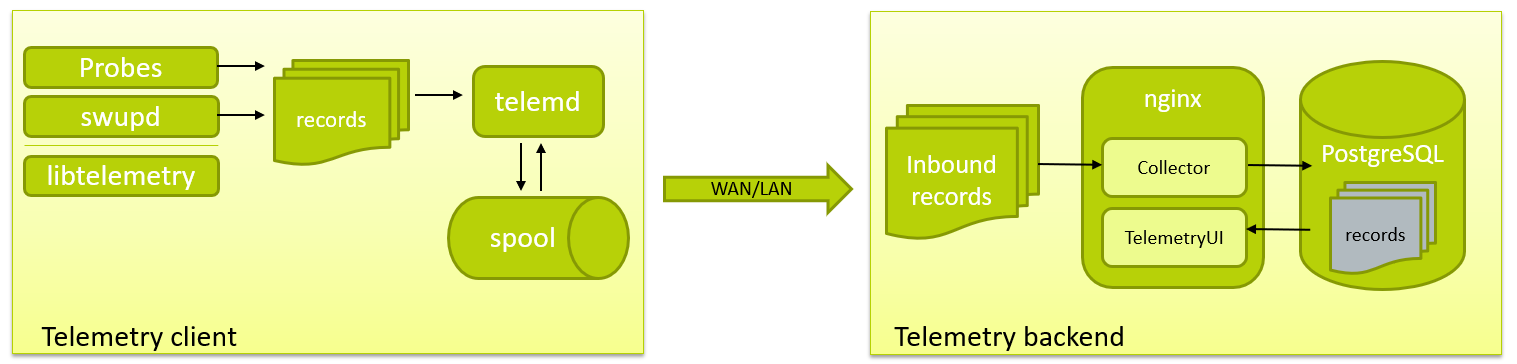 Probes
swupd
libtelemetry
records
telemd
spool
Telemetry client
WAN/LAN
Inbound
records
nginx
Collector
TelemetryUI
PostgreSQL
records
Telemetry backend